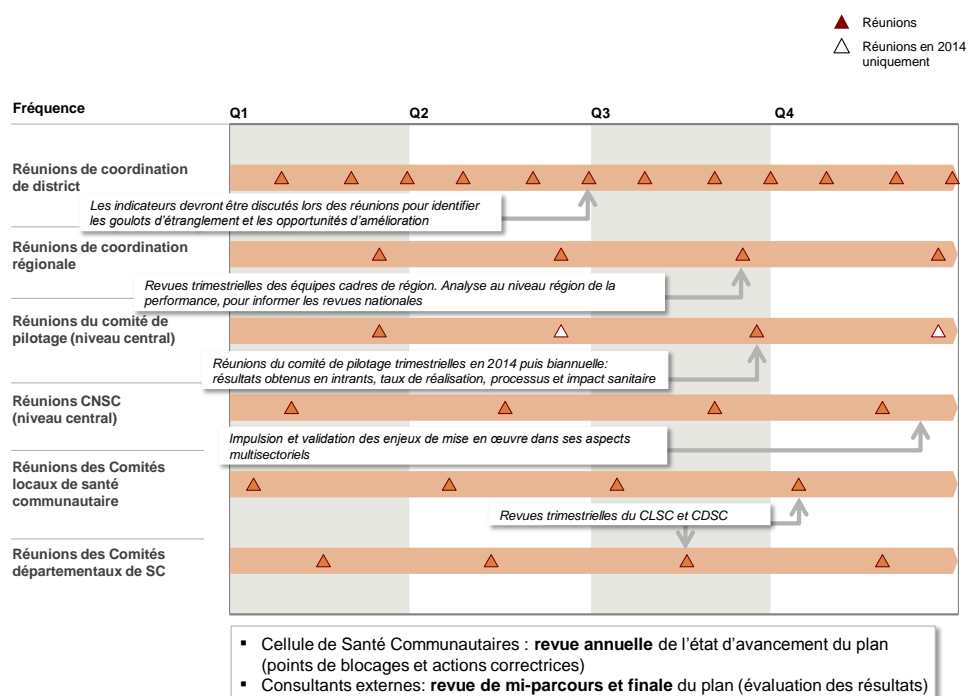 Réunions
Réunions en 2014
uniquement
Fréquence
Q1
Q2
Q3
Q4
Réunions de coordination
de district
Les indicateurs devront être discutés lors des réunions pour identifier
les goulots d'étranglement et les opportunités d'amélioration
Réunions de coordination
régionale
Revues trimestrielles des équipes cadres de région. Analyse au niveau région de la
performance, pour informer les revues nationales
Réunions du comité de
pilotage (niveau central)
Réunions du comité de pilotage trimestrielles en 2014 puis biannuelle:
résultats obtenus en intrants, taux de réalisation, processus et impact sanitaire
Réunions CNSC
(niveau central)
Impulsion et validation des enjeux de mise en œuvre dans ses aspects
multisectoriels
Réunions des Comités
locaux de santé
communautaire
Revues trimestrielles du CLSC et CDSC
Réunions des Comités
départementaux de SC
▪ Cellule de Santé Communautaires : revue annuelle de l'état d'avancement du plan
(points de blocages et actions correctrices)
▪ Consultants externes: revue de mi-parcours et finale du plan (évaluation des résultats)